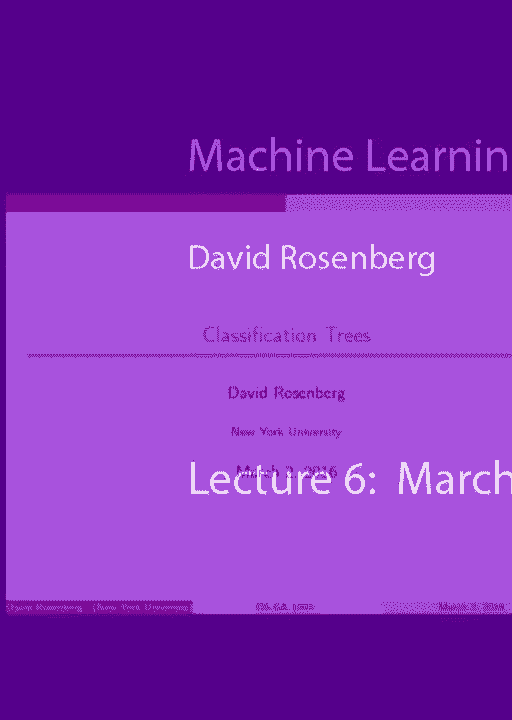 Machine Learnin
David Rosenberg
Classification Trees
David Rosenberg
New York University
March 2, 2016
Lecture 6: March
David Rosenberg (New York University)
DS-GA 1003
March 2, 2016